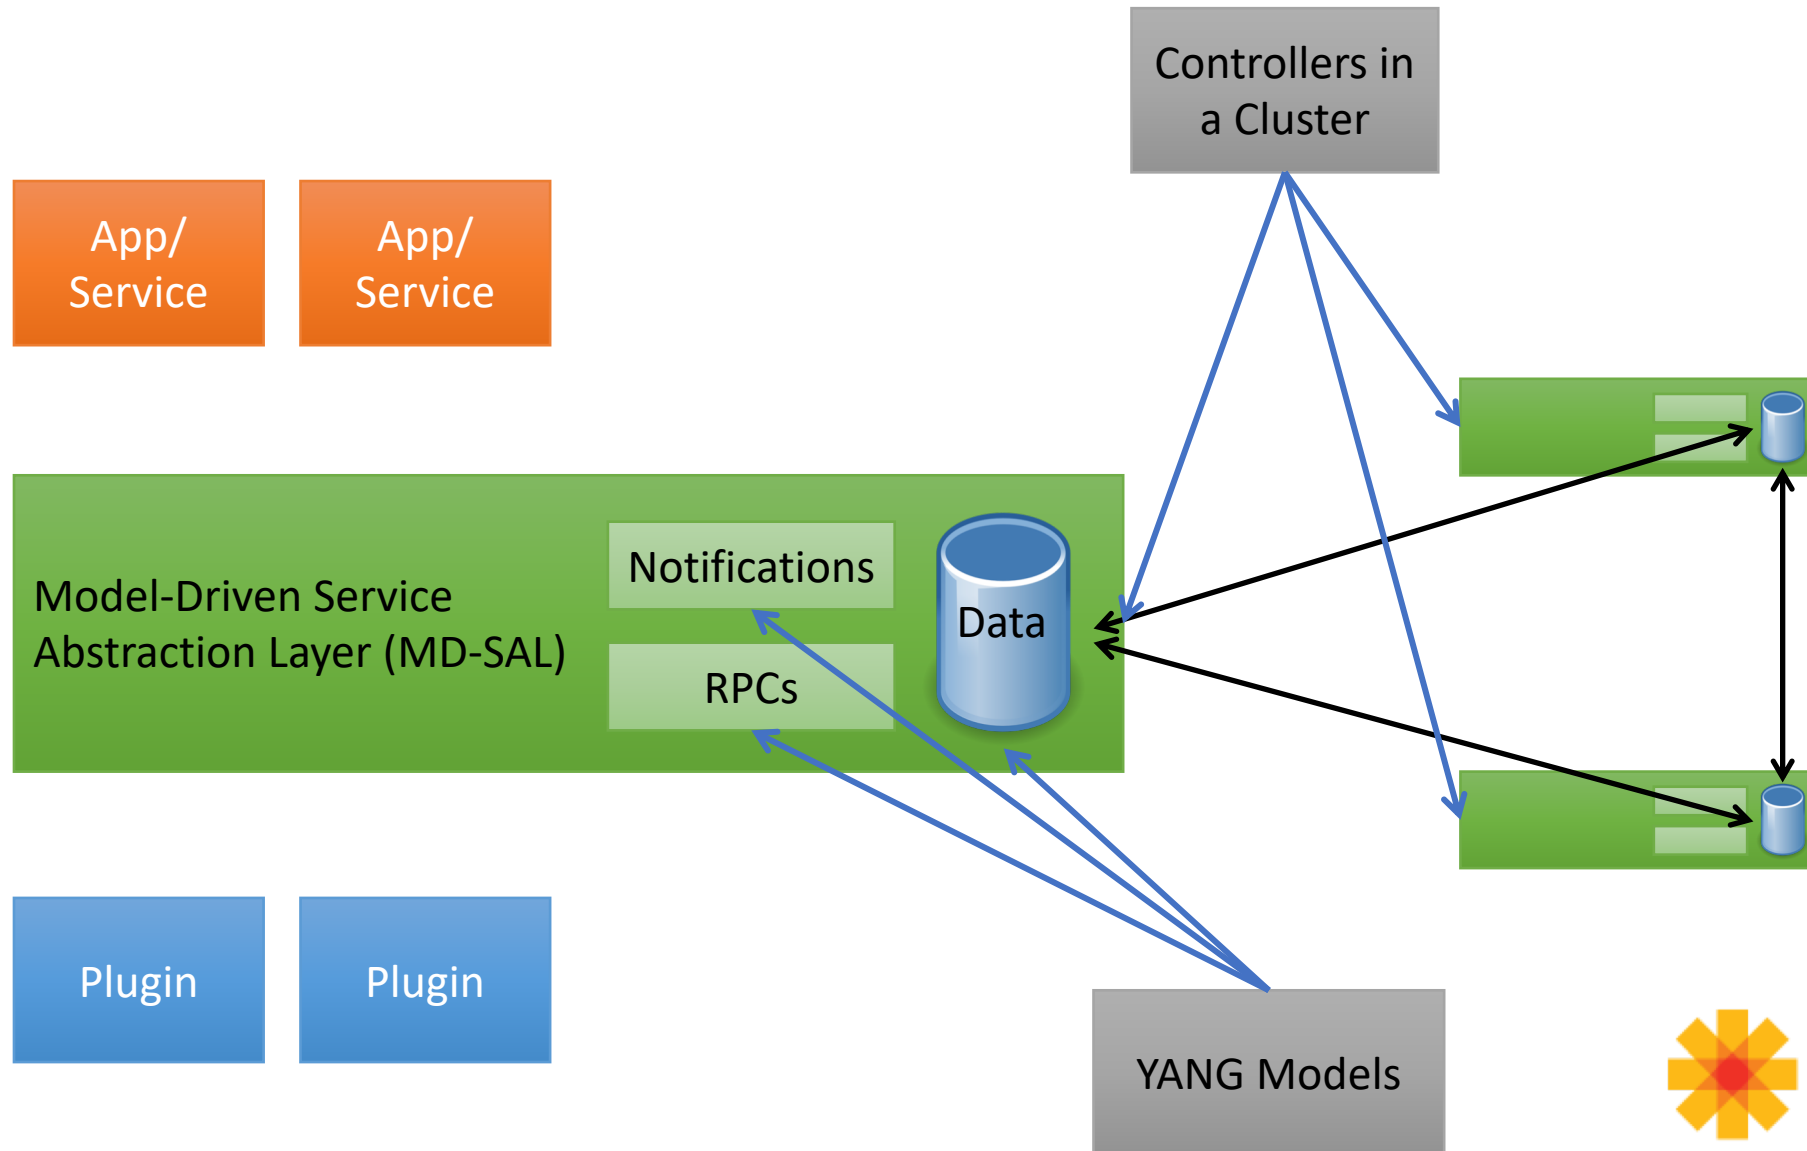 Controllers in
a Cluster
App/
Service
App/
Service
Notifications
Model-Driven Service
Abstraction Layer (MD-SAL)
RPCs
Data
Plugin
Plugin
YANG Models